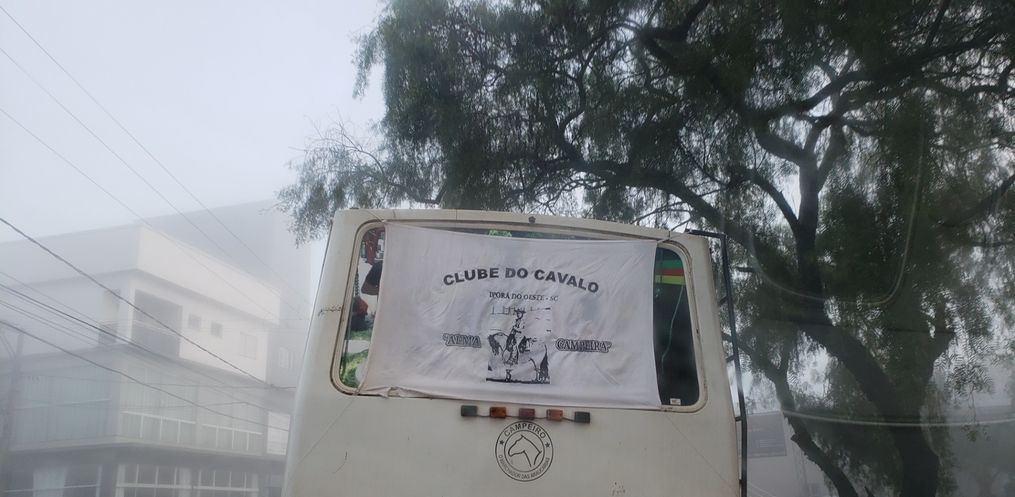 CLUBE DO CAVALO
IPORÃ DO OESTE - SC
"ALMA CAMPEIRA"
CAMPEIRO